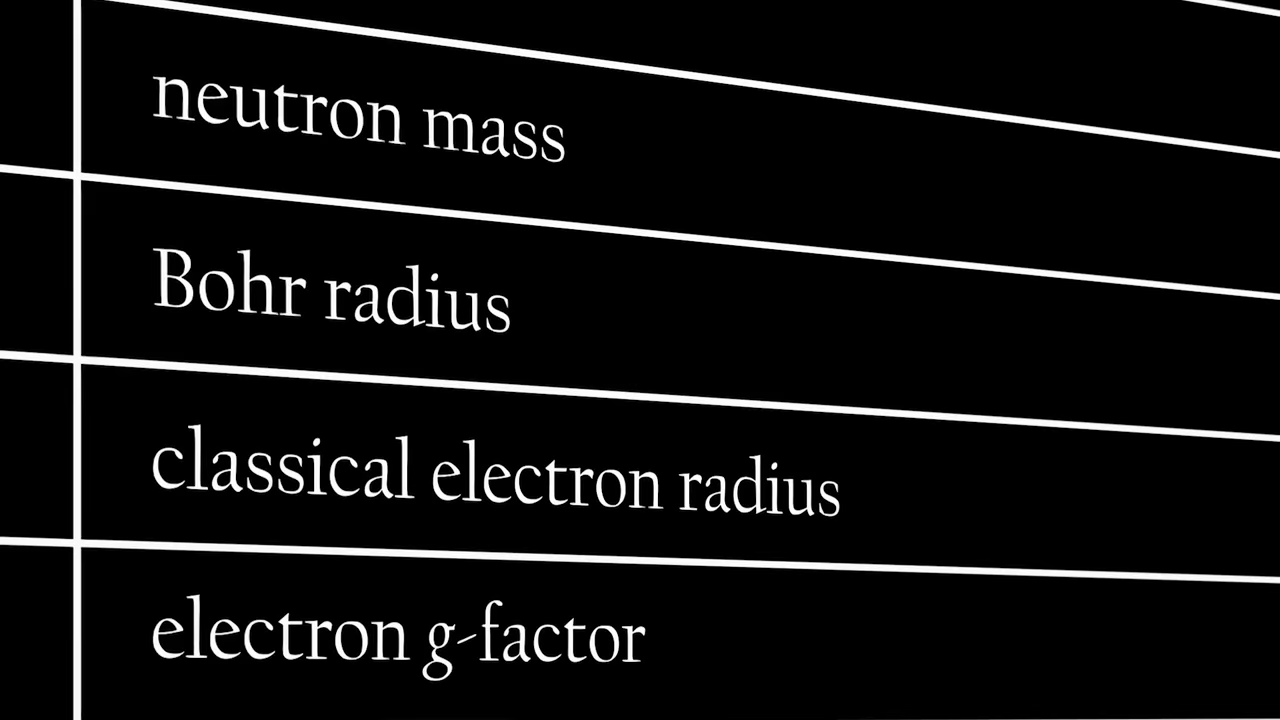 neutron mass
Bohr radius
classical electron radius
electron g-factor